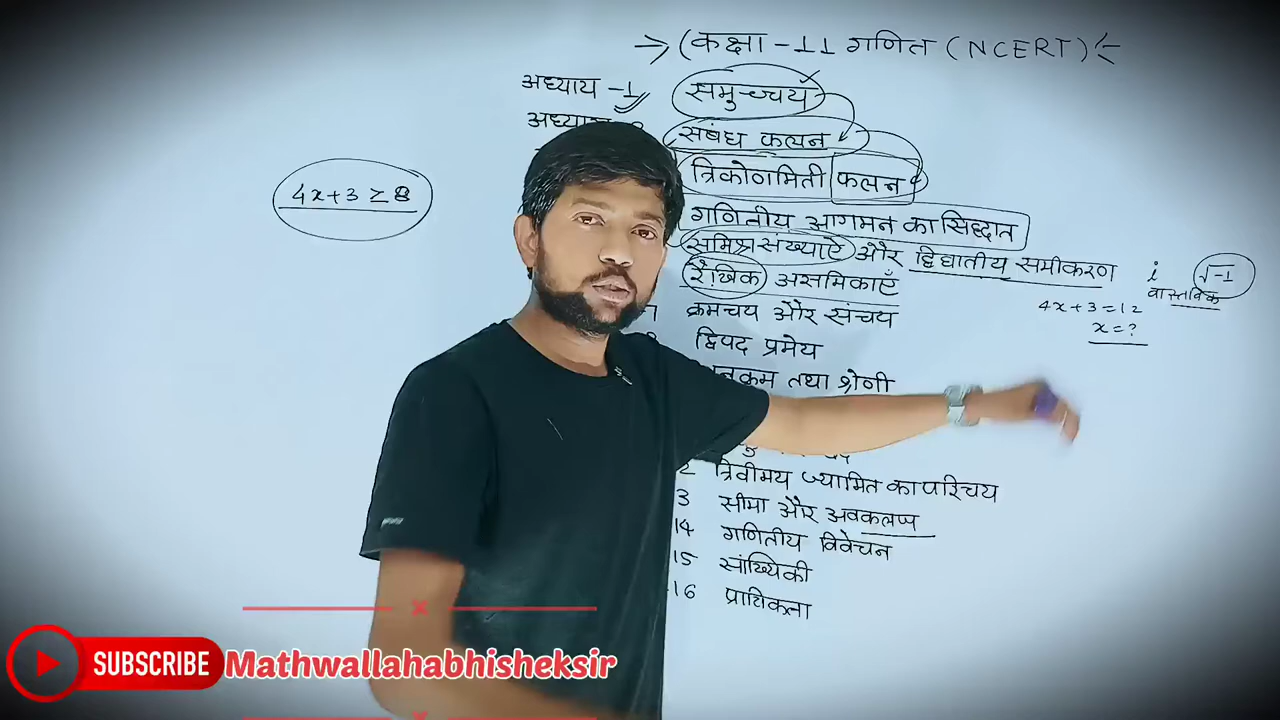 → (कक्षा - 11 गणित (NCERT) ←
अध्याय -1 समुच्चय
संबंध फलन
त्रिकोणमिती फलन
4x+3 ≥ 8
गणितीय आगमन का सिद्धात
समिश्र संख्याऐ और द्विघातीय समीकरण
i √-1
वास्तविक
रैखिक असमिकाएँ
4x+3=12
x=?
क्रमचय और संचय
द्विपद प्रमेय
तथा श्रेणी
2 त्रिवीमय ज्यामित का परिचय
3 सीमा और अवकलज
14 गणितीय विवेचन
15 सांख्यिकी
16 प्रायिकता
SUBSCRIBE Mathwallahabhisheksir